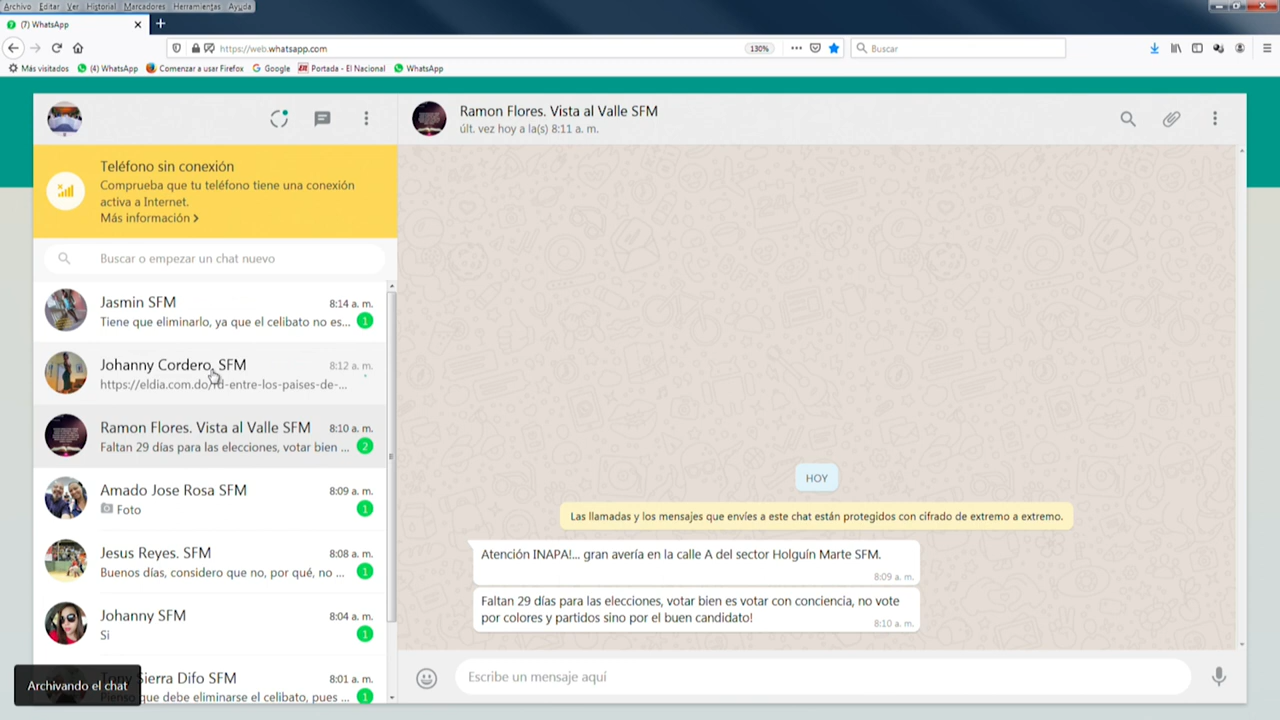 Archivo Editar Ver Historial Marcadores Herramientas Ayuda
(7) WhatsApp
https://web.whatsapp.com
130%
Buscar
Más visitados
(4) WhatsApp
Comenzar a usar Firefox
Google
Portada - El Nacional
WhatsApp
Teléfono sin conexión
Comprueba que tu teléfono tiene una conexión
activa a Internet.
Más información
Buscar o empezar un chat nuevo
Jasmin SFM
8:14 a. m.
Tiene que eliminarlo, ya que el celibato no es...
1
Johanny Cordero. SFM
8:12 a. m.
https://eldia.com.do/rd-entre-los-paises-de-...
Ramon Flores. Vista al Valle SFM
8:10 a. m.
Faltan 29 días para las elecciones, votar bien ...
2
Amado Jose Rosa SFM
8:09 a. m.
Foto
1
Jesus Reyes. SFM
8:08 a. m.
Buenos días, considero que no, por qué, no ...
1
Johanny SFM
8:04 a. m.
Si
1
Sierra Difo SFM
8:01 a. m.
que debe eliminarse el celibato, pues ...
1
Archivando el chat
Ramon Flores. Vista al Valle SFM
últ. vez hoy a la(s) 8:11 a. m.
HOY
Las llamadas y los mensajes que envíes a este chat están protegidos con cifrado de extremo a extremo.
Atención INAPA!... gran avería en la calle A del sector Holguín Marte SFM.
8:09 a. m.
Faltan 29 días para las elecciones, votar bien es votar con conciencia, no vote
por colores y partidos sino por el buen candidato!
8:10 a. m.
Escribe un mensaje aquí